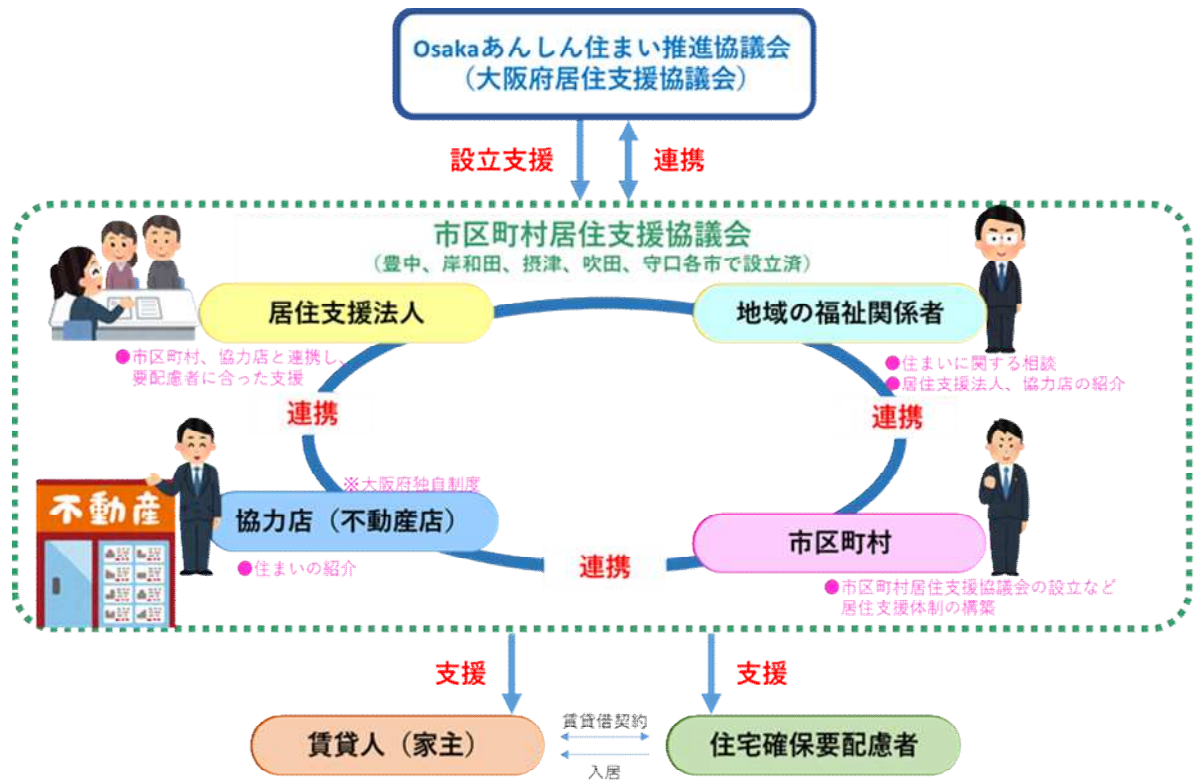 Osakaあんしん住まい推進協議会
（大阪府居住支援協議会）
設立支援
連携
市区町村居住支援協議会
（豊中、岸和田、摂津、吹田、守口各市で設立済）
居住支援法人
地域の福祉関係者
●市区町村、協力店と連携し、
要配慮者に合った支援
●住まいに関する相談
●居住支援法人、協力店の紹介
連携
連携
※大阪府独自制度
不動産
協力店（不動産店）
市区町村
●住まいの紹介
連携
●市区町村居住支援協議会の設立など
居住支援体制の構築
支援
支援
賃貸人（家主）
賃貸借契約
入居
住宅確保要配慮者